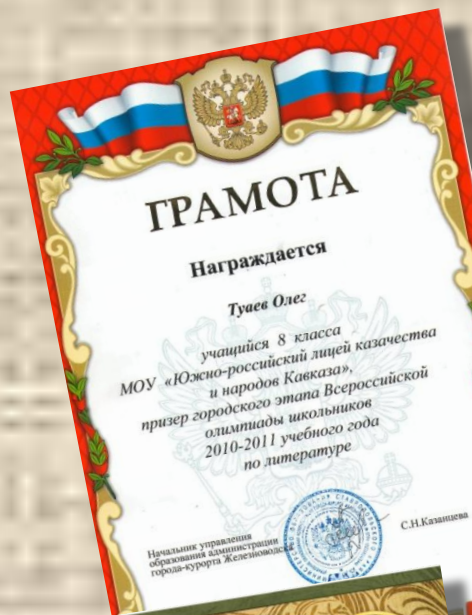 ГРАМОТА
Награждается
Туаев Олег
учащийся 8 класса
МОУ «Южно-российский лицей казачества
и народов Кавказа»,
призер городского этапа Всероссийской
олимпиады школьников
2010-2011 учебного года
по литературе
Начальник управления
образования администрации
города-курорта Железноводска
С.Н.Казанцева